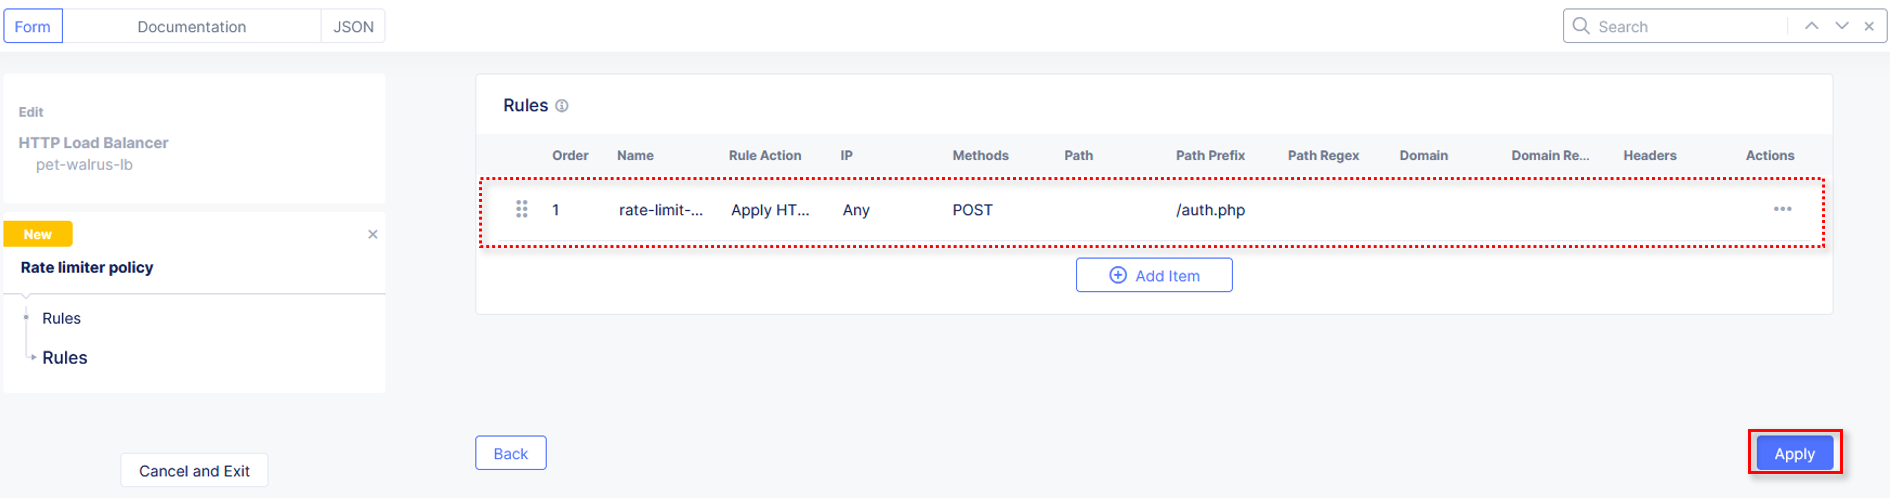 Form Documentation JSON
Search
Edit
HTTP Load Balancer
pet-walrus-lb
New
Rate limiter policy
Rules
Rules
Cancel and Exit
Rules
Order Name Rule Action IP Methods Path Path Prefix Path Regex Domain Domain Re... Headers Actions
1 rate-limit-... Apply HT... Any POST /auth.php
Add Item
Back
Apply